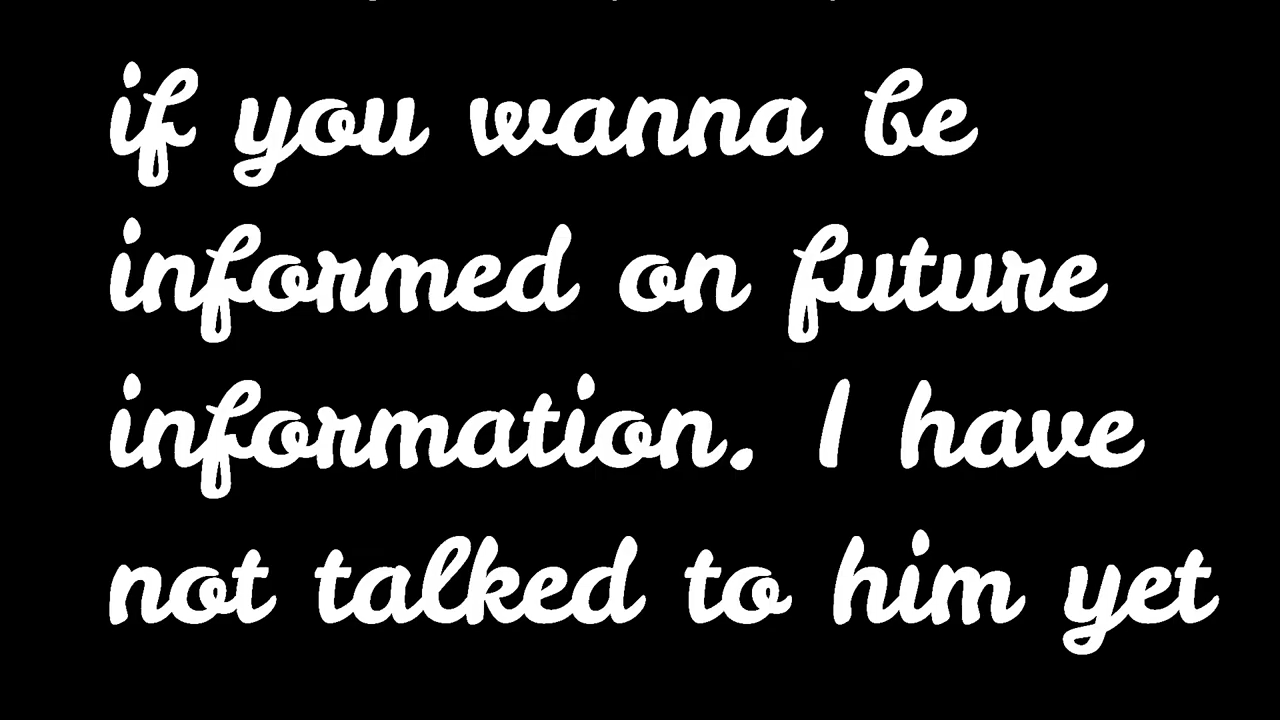 if you wanna be
informed on future
information. I have
not talked to him yet